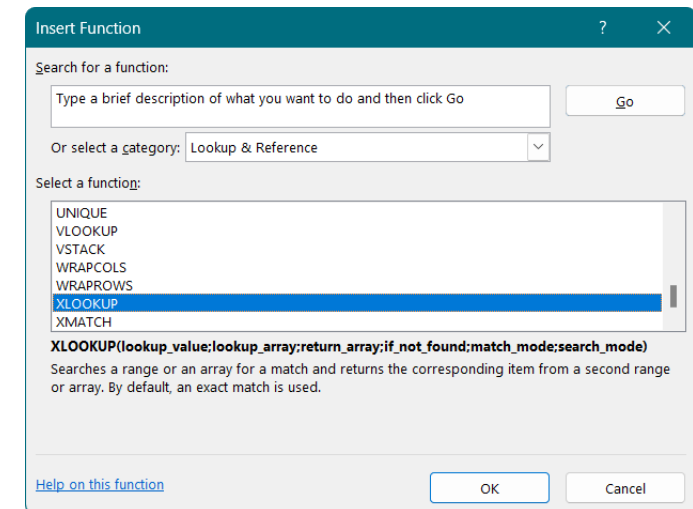 Insert Function ? ×
Search for a function:
Type a brief description of what you want to do and then click Go
Go
Or select a category: Lookup & Reference
Select a function:
UNIQUE
VLOOKUP
VSTACK
WRAPCOLS
WRAPROWS
XLOOKUP
XMATCH
XLOOKUP(lookup_value;lookup_array;return_array;if_not_found;match_mode;search_mode)
Searches a range or an array for a match and returns the corresponding item from a second range
or array. By default, an exact match is used.
Help on this function
OK
Cancel